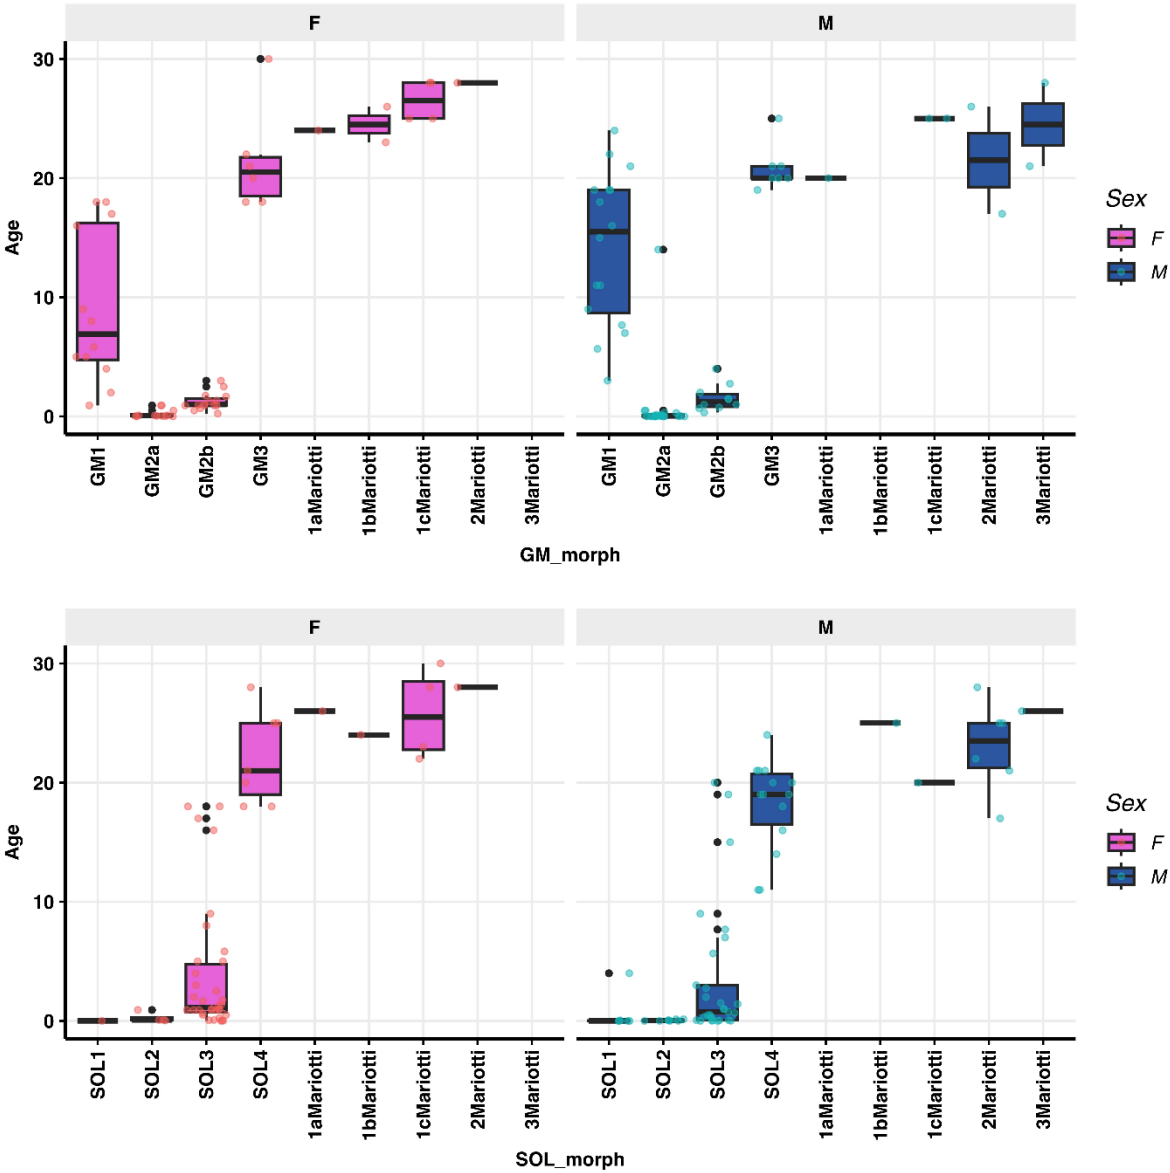 F M
30
20
10
0
Age
GM1 GM2a GM2b GM3 1aMariotti 1bMariotti 1cMariotti 2Mariotti 3Mariotti GM1 GM2a GM2b GM3 1aMariotti 1bMariotti 1cMariotti 2Mariotti 3Mariotti
GM_morph
Sex
F
M
F M
30
20
10
0
Age
SOL1 SOL2 SOL3 SOL4 1aMariotti 1bMariotti 1cMariotti 2Mariotti 3Mariotti SOL1 SOL2 SOL3 SOL4 1aMariotti 1bMariotti 1cMariotti 2Mariotti 3Mariotti
SOL_morph
Sex
F
M